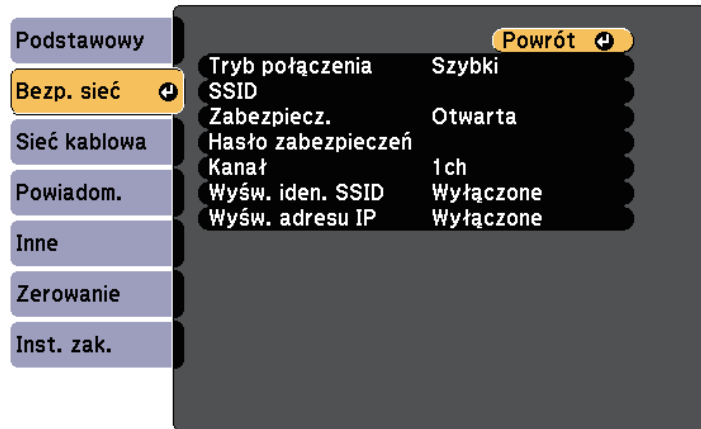 Podstawowy
Bezp. sieć
Sieć kablowa
Powiadom.
Inne
Zerowanie
Inst. zak.
Powrót
Tryb połączenia Szybki
SSID
Zabezpiecz. Otwarta
Hasło zabezpieczeń
Kanał 1ch
Wyśw. iden. SSID Wyłączone
Wyśw. adresu IP Wyłączone